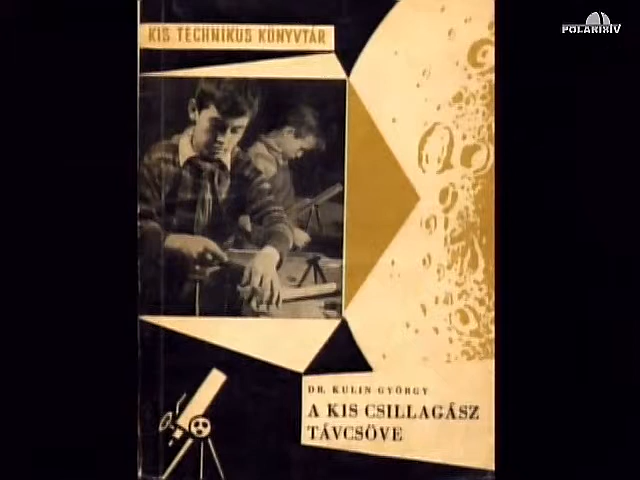 KIS TECHNIKUS KÖNYVTÁR
POLARIXIV
DR. KULIN GYÖRGY
A KIS CSILLAGÁSZ
TÁVCSÖVE